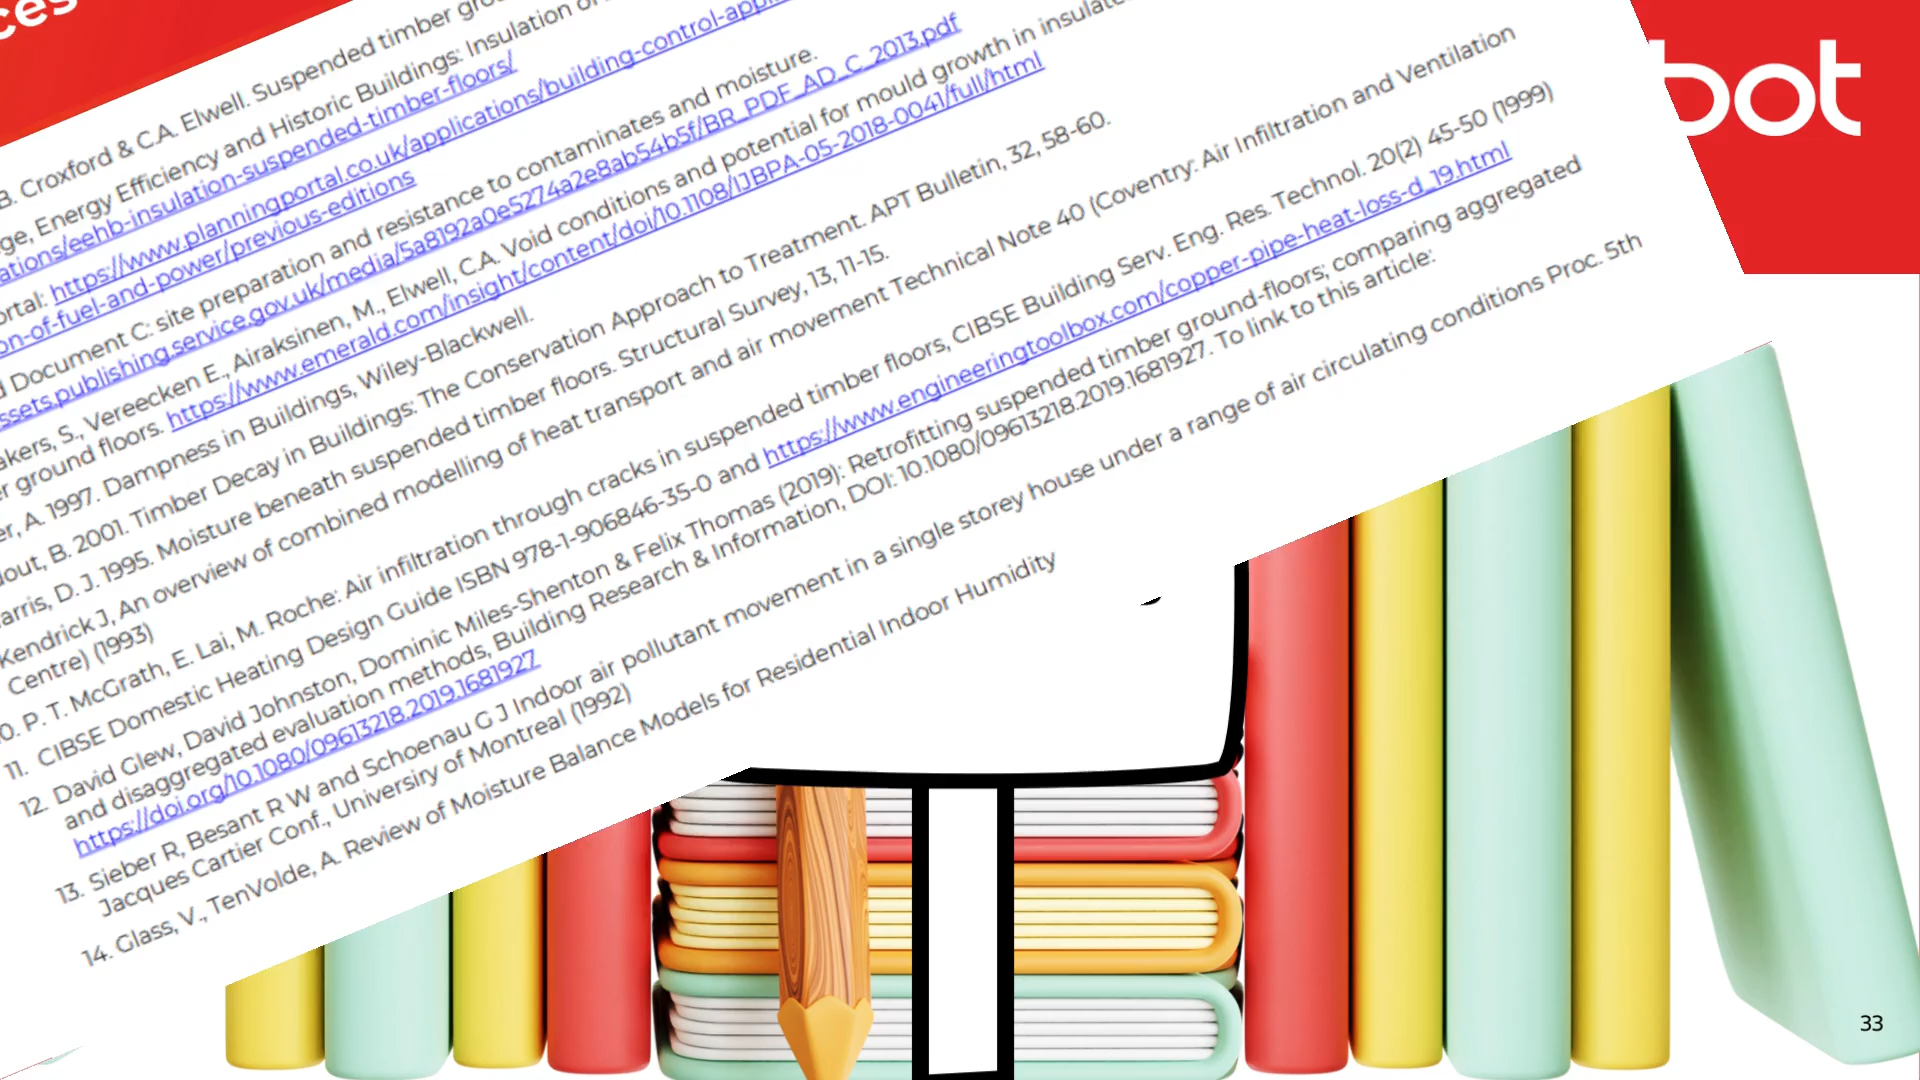 ces
bot
B. Croxford & C.A. Elwell. Suspended timber
Energy Efficiency and Historic Buildings: Insulation
ations/eehb-insulation-suspended-timber-floors/
https://www.planningportal.co.uk/applications/building-control-
on-of-fuel-and-power/previous-editions
Document C: site preparation and resistance to contaminates and moisture.
ssets.publishing.service.gov.uk/media/5a8192a0e5274a2e8ab54b5f/BR_PDF_AD_C_2013.pdf
akers, S., Vereecken E., Airaksinen, M., Elwell, C.A. Void conditions and potential for mould growth in
ground floors. https://www.emerald.com/insight/content/doi/10.1108/IJBPA-05-2018-0041/full/html
er, A. 1997. Dampness in Buildings, Wiley-Blackwell.
dout, B. 2001. Timber Decay in Buildings: The Conservation Approach to Treatment. APT Bulletin, 32, 58-60.
arris, D. J. 1995. Moisture beneath suspended timber floors. Structural Survey, 13, 11-15.
Kendrick J, An overview of combined modelling of heat transport and air movement Technical Note 40 (Coventry: Air Infiltration and Ventilation
Centre) (1993)
10. P. T. McGrath, E. Lai, M. Roche: Air infiltration through cracks in suspended timber floors, CIBSE Building Serv. Eng. Res. Technol. 20(2) 45-50 (1999)
11. CIBSE Domestic Heating Design Guide ISBN 978-1-906846-35-0 and https://www.engineeringtoolbox.com/copper-pipe-heat-loss-d_19.html
12. David Glew, David Johnston, Dominic Miles-Shenton & Felix Thomas (2019): Retrofitting suspended timber ground-floors; comparing aggregated
and disaggregated evaluation methods, Building Research & Information, DOI: 10.1080/09613218.2019.1681927. To link to this article:
https://doi.org/10.1080/09613218.2019.1681927
13. Sieber R, Besant R W and Schoenau G J Indoor air pollutant movement in a single storey house under a range of air circulating conditions Proc. 5th
Jacques Cartier Conf., University of Montreal (1992)
14. Glass, V., TenVolde, A. Review of Moisture Balance Models for Residential Indoor Humidity
33